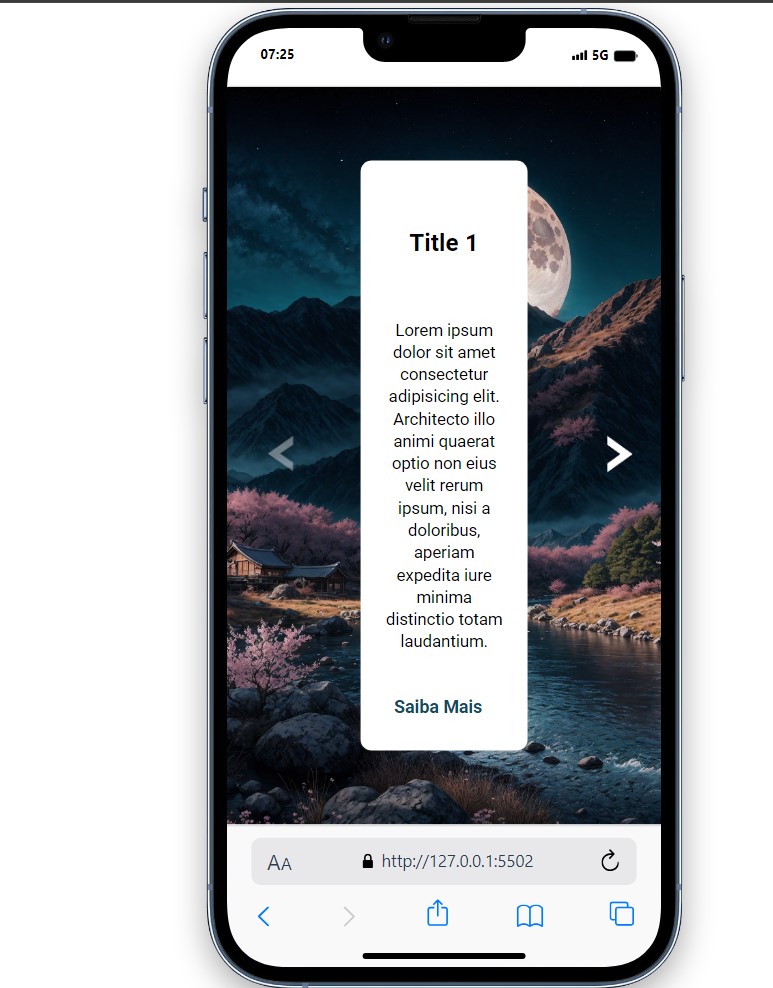 07:25
5G
Title 1
Lorem ipsum
dolor sit amet
consectetur
adipisicing elit.
Architecto illo
animi quaerat
optio non eius
velit rerum
ipsum, nisi a
doloribus,
aperiam
expedita iure
minima
distinctio totam
laudantium.
Saiba Mais
AA
http://127.0.0.1:5502